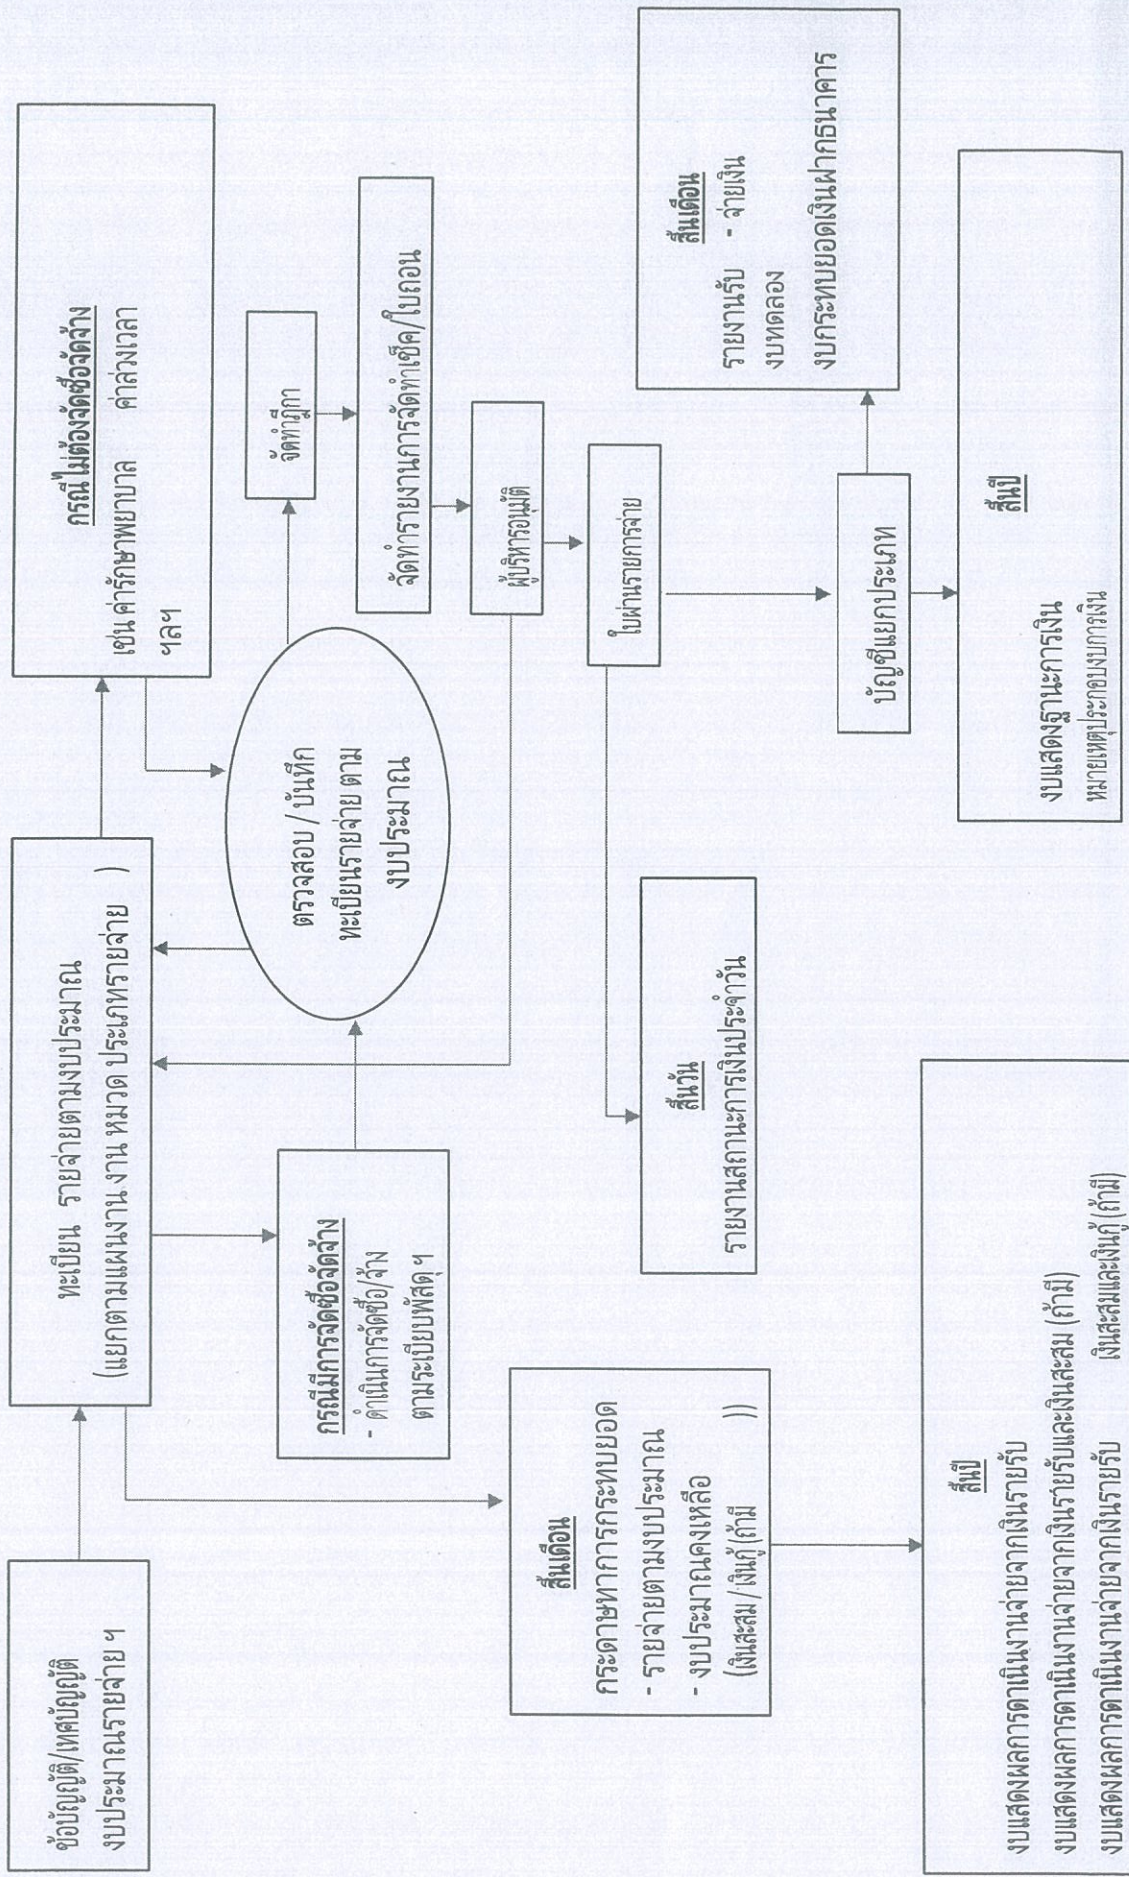 ข้อบัญญัติ/เทศบัญญัติ
งบประมาณรายจ่าย ฯ
ทะเบียน รายจ่ายตามงบประมาณ
(แยกตามแผนงาน งาน หมวด ประเภทรายจ่าย )
กรณีไม่ต้องจัดซื้อจัดจ้าง
เช่น ค่ารักษาพยาบาล ค่าล่วงเวลา
ฯลฯ
กรณีมีการจัดซื้อจัดจ้าง
- ดำเนินการจัดซื้อ/จ้าง
ตามระเบียบพัสดุฯ
ตรวจสอบ / บันทึก
ทะเบียนรายจ่ายตาม
งบประมาณ
จัดทำฎีกา
จัดทำรายงานการจัดทำเช็ค/ใบถอน
ผู้บริหารอนุมัติ
ใบผ่านรายการจ่าย
สิ้นเดือน
กระดาษทำการกระทบยอด
- รายจ่ายตามงบประมาณ
- งบประมาณคงเหลือ
(เงินสะสม / เงินกู้ (ถ้ามี ))
สิ้นวัน
รายงานสถานะการเงินประจำวัน
บัญชีแยกประเภท
สิ้นเดือน
รายงานรับ - จ่ายเงิน
งบทดลอง
งบกระทบยอดเงินฝากธนาคาร
สิ้นปี
งบแสดงผลการดำเนินงานจ่ายจากเงินรายรับ
งบแสดงผลการดำเนินงานจ่ายจากเงินรายรับและเงินสะสม (ถ้ามี)
งบแสดงผลการดำเนินงานจ่ายจากเงินรายรับ เงินสะสมและเงินกู้ (ถ้ามี)
สิ้นปี
งบแสดงฐานะการเงิน
หมายเหตุประกอบงบการเงิน